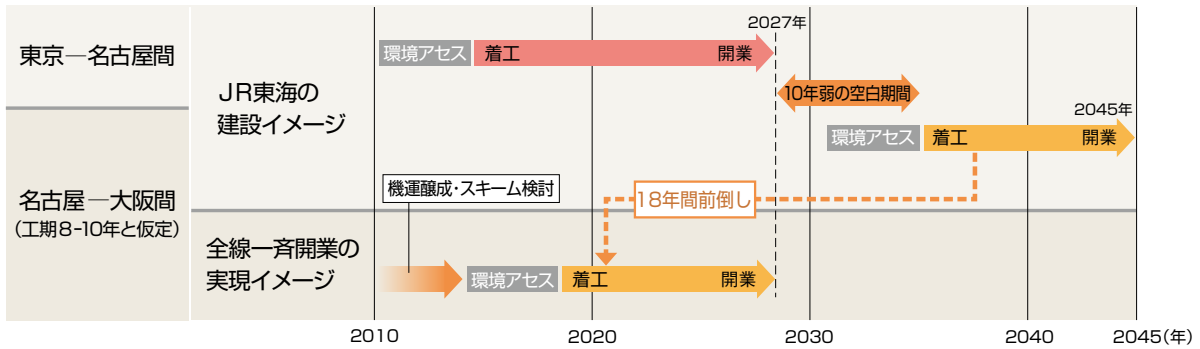 東京―名古屋間
名古屋―大阪間
(工期8-10年と仮定)
JR東海の
建設イメージ
全線一斉開業の
実現イメージ
2027年
環境アセス 着工 開業
10年弱の空白期間
2045年
環境アセス 着工 開業
機運醸成・スキーム検討
18年間前倒し
環境アセス 着工 開業
2010 2020 2030 2040 2045(年)